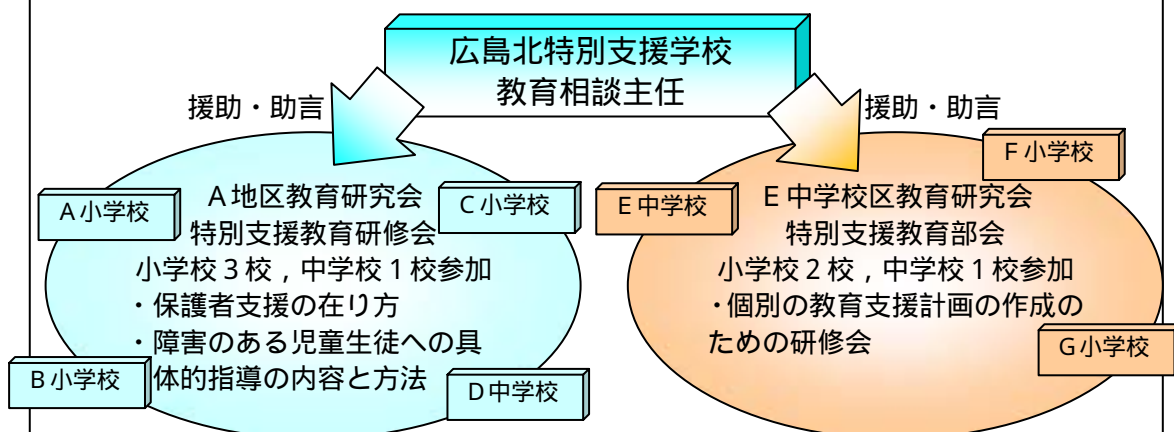 広島北特別支援学校
教育相談主任
援助・助言
援助・助言
A小学校
C小学校
A地区教育研究会
特別支援教育研修会
小学校3校，中学校1校参加
・保護者支援の在り方
・障害のある児童生徒への具
体的指導の内容と方法
B小学校
D中学校
F小学校
E中学校
E中学校区教育研究会
特別支援教育部会
小学校2校，中学校1校参加
・個別の教育支援計画の作成の
ための研修会
G小学校